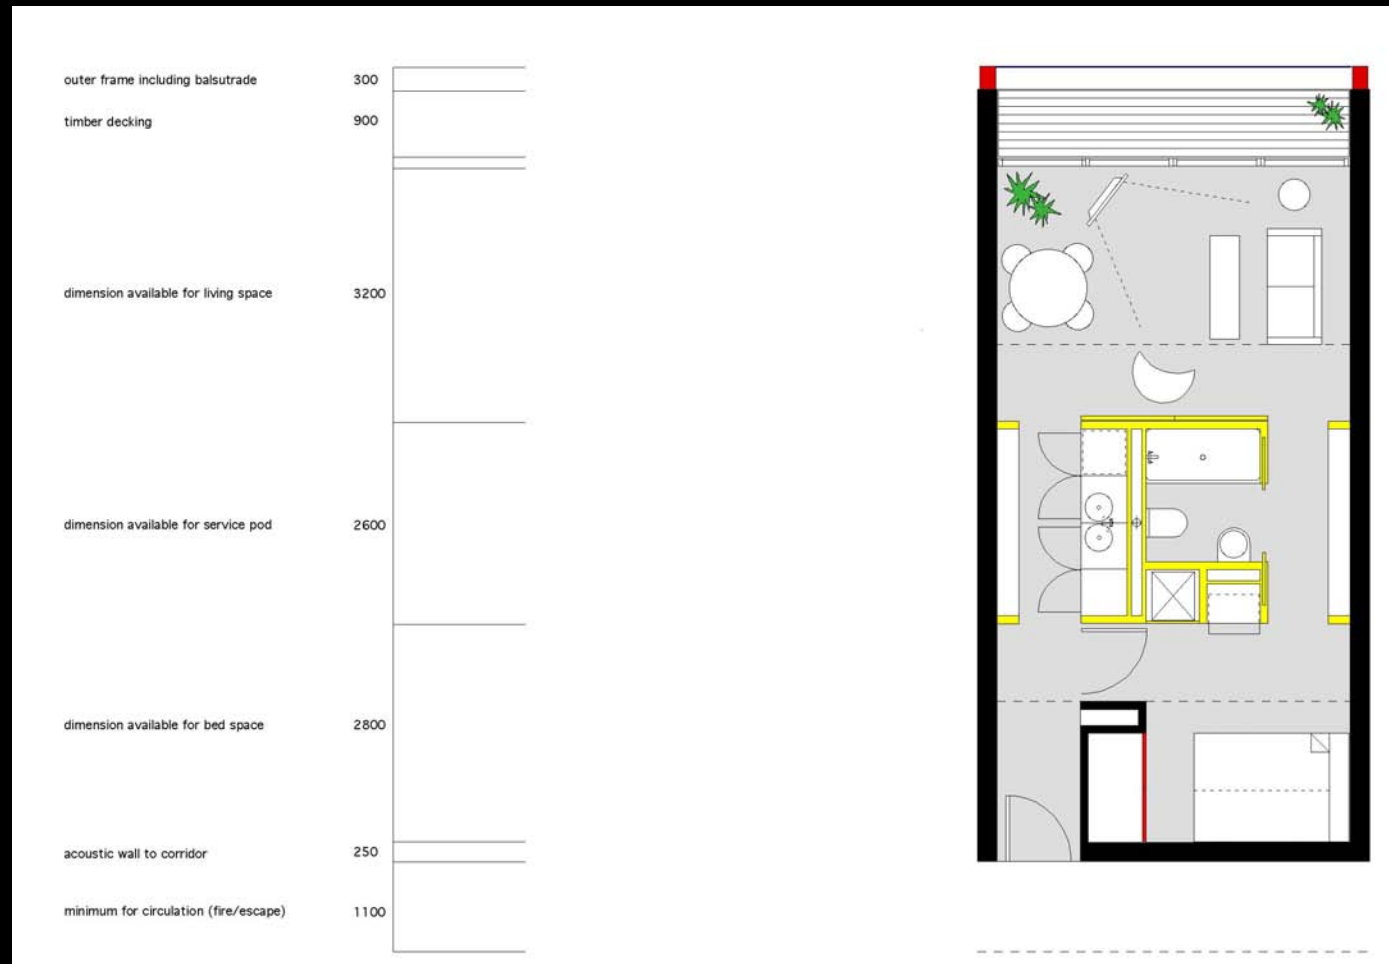 outer frame including balsutrade 300
timber decking 900
dimension available for living space 3200
dimension available for service pod 2600
dimension available for bed space 2800
acoustic wall to corridor 250
minimum for circulation (fire/escape) 1100